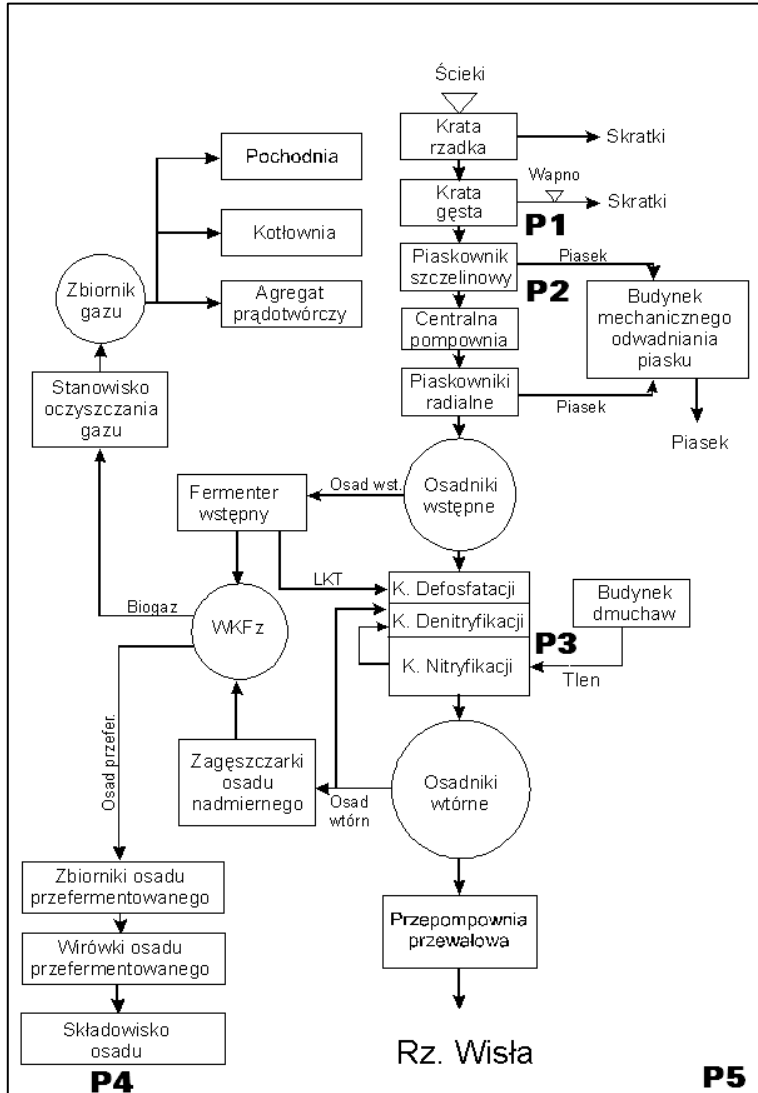 Ścieki
Krata
rzadka
Skratki
Wapno
Krata
gęsta
Skratki
P1
Piaskownik
szczelinowy
Piasek
P2
Centralna
pompownia
Budynek
mechanicznego
odwadniania
piasku
Piaskowniki
radialne
Piasek
Piasek
Pochodnia
Kotłownia
Agregat
prądotwórczy
Zbiornik
gazu
Stanowisko
oczyszczania
gazu
Osadniki
wstępne
Osad wst.
Fermenter
wstępny
LKT
K. Defosfatacji
K. Denitryfikacji
K. Nitryfikacji
P3
Budynek
dmuchaw
Tlen
Biogaz
WKFz
Osad przefer.
Zagęszczarki
osadu
nadmiernego
Osad
wtórn
Osadniki
wtórne
Zbiorniki osadu
przefermentowanego
Wirówki osadu
przefermentowanego
Składowisko
osadu
P4
Przepompownia
przewałowa
Rz. Wisła
P5